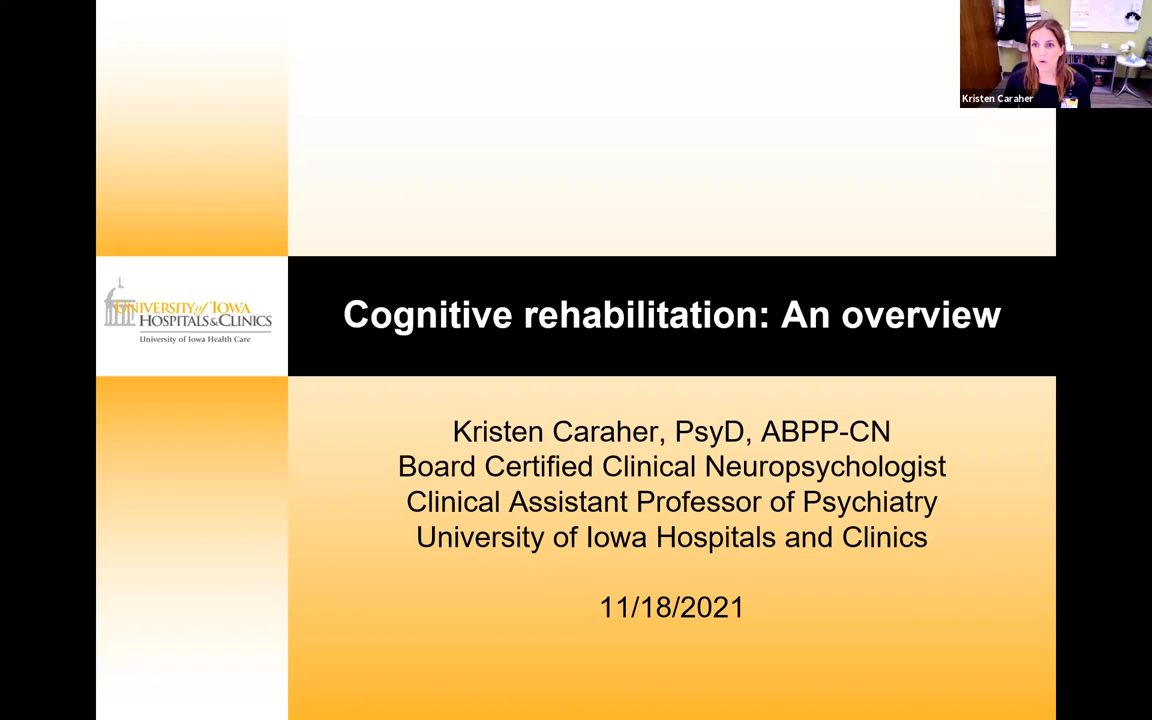 Kristen Caraher
UNIVERSITY of IOWA
HOSPITALS & CLINICS
University of Iowa Health Care
Cognitive rehabilitation: An overview
Kristen Caraher, PsyD, ABPP-CN
Board Certified Clinical Neuropsychologist
Clinical Assistant Professor of Psychiatry
University of Iowa Hospitals and Clinics
11/18/2021